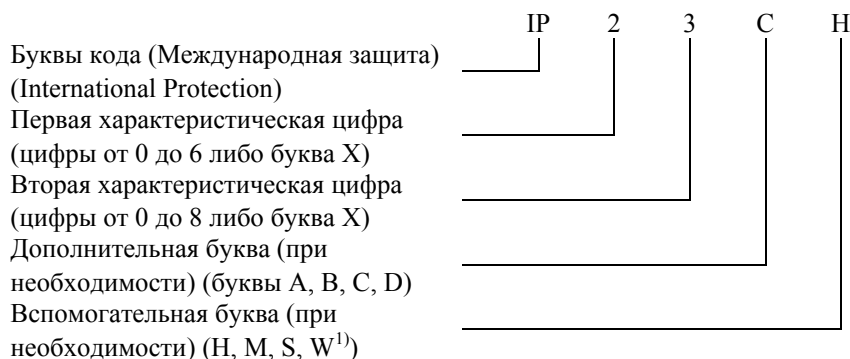 IP 2 3 C H
Буквы кода (Международная защита)
(International Protection)
Первая характеристическая цифра
(цифры от 0 до 6 либо буква X)
Вторая характеристическая цифра
(цифры от 0 до 8 либо буква X)
Дополнительная буква (при
необходимости) (буквы A, B, C, D)
Вспомогательная буква (при
необходимости) (H, M, S, W¹⁾)